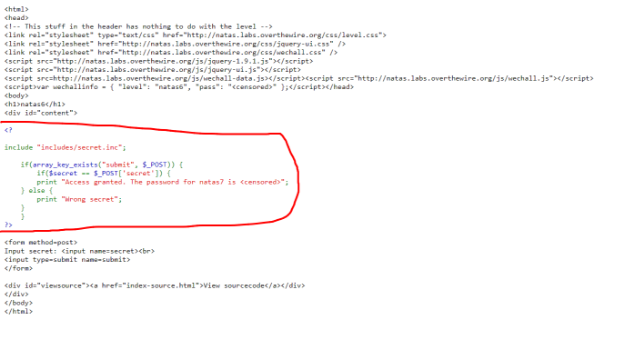 <html>
<head>
<!-- This stuff in the header has nothing to do with the level -->
<link rel="stylesheet" type="text/css" href="http://natas.labs.overthewire.org/css/level.css">
<link rel="stylesheet" href="http://natas.labs.overthewire.org/css/jquery-ui.css" />
<link rel="stylesheet" href="http://natas.labs.overthewire.org/css/wechall.css" />
<script src="http://natas.labs.overthewire.org/js/jquery-1.9.1.js"></script>
<script src="http://natas.labs.overthewire.org/js/jquery-ui.js"></script>
<script src=http://natas.labs.overthewire.org/js/wechall-data.js></script><script src="http://natas.labs.overthewire.org/js/wechall.js"></script>
<script>var wechallinfo = { "level": "natas6", "pass": "<censored>" };</script></head>
<body>
<h1>natas6</h1>
<div id="content">
<?
include "includes/secret.inc";
if(array_key_exists("submit", $_POST)) {
if($secret == $_POST['secret']) {
print "Access granted. The password for natas7 is <censored>";
} else {
print "Wrong secret";
}
}
?>
<form method=post>
Input secret: <input name=secret><br>
<input type=submit name=submit>
</form>
<div id="viewsource"><a href="index-source.html">View sourcecode</a></div>
</div>
</body>
</html>